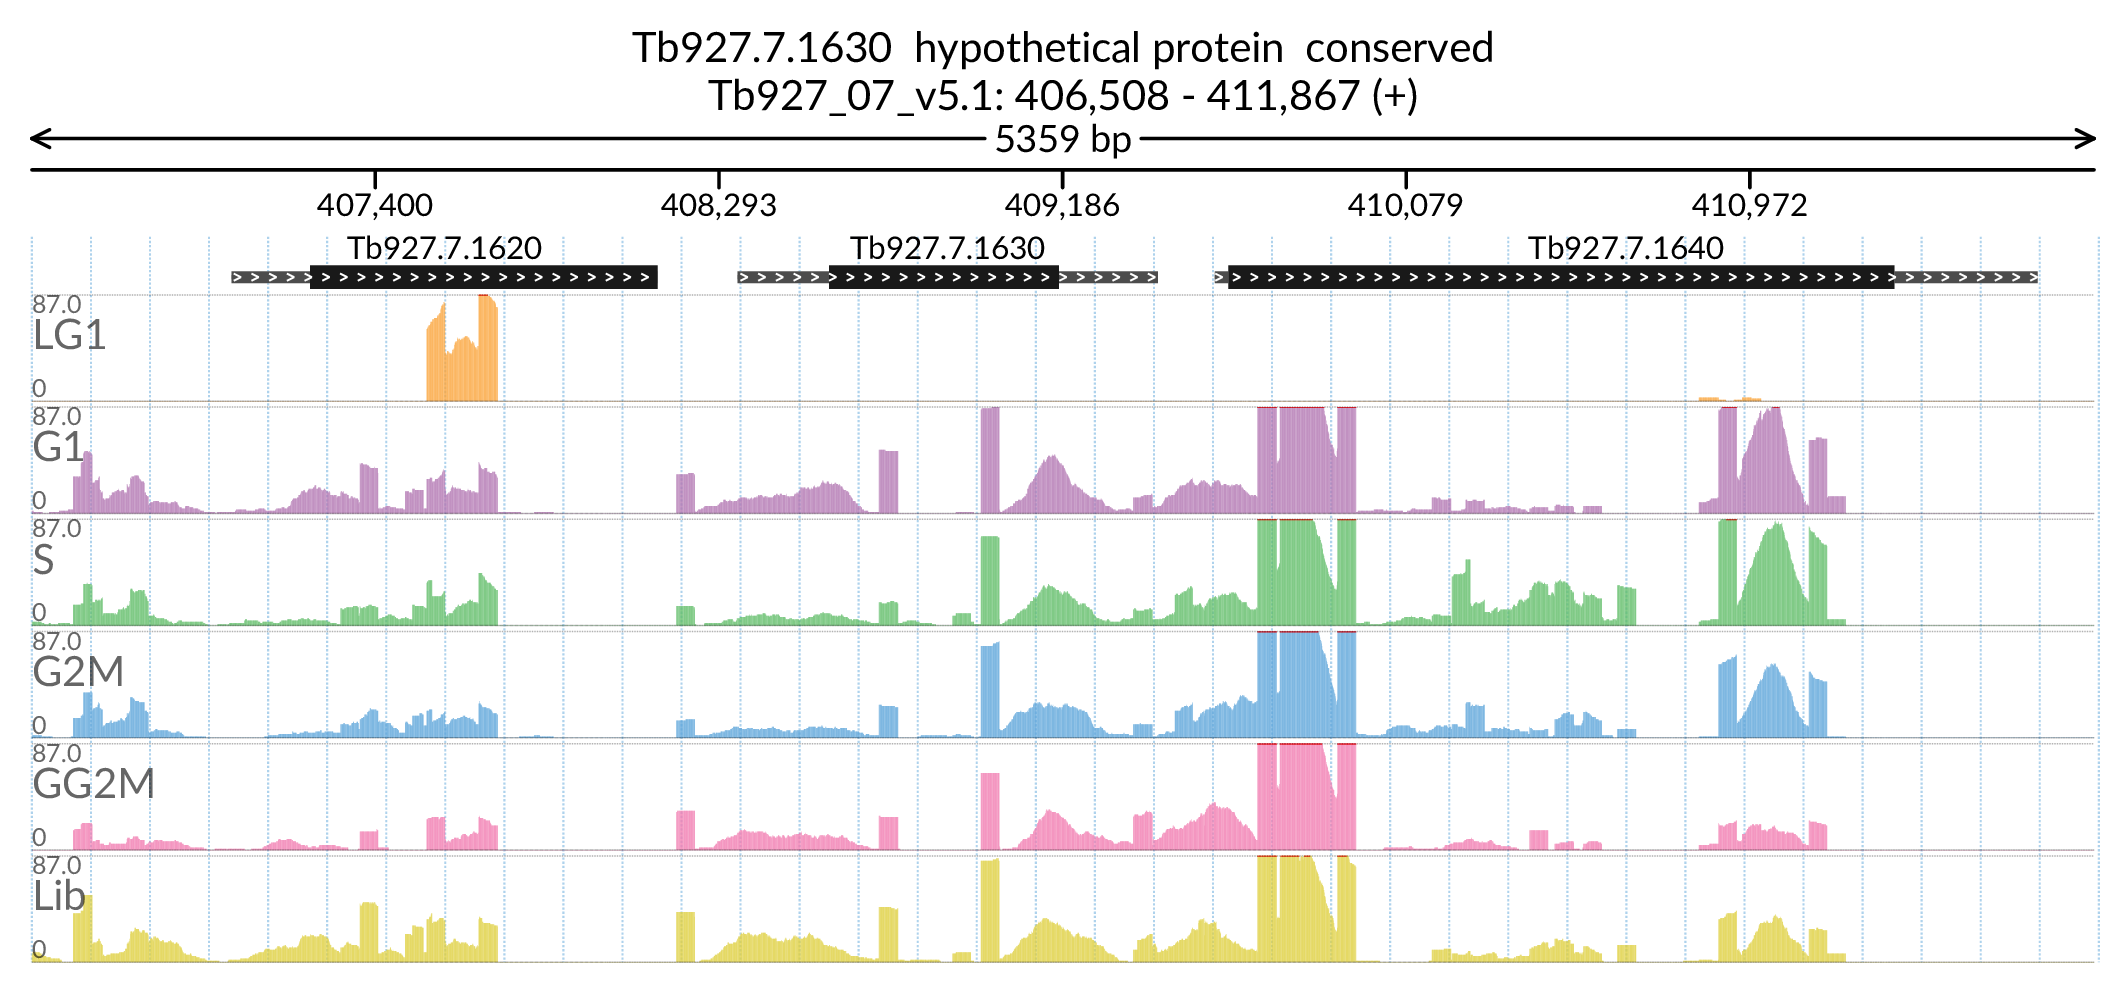 Tb927.7.1630  hypothetical protein  conserved
Tb927_07_v5.1: 406,508 - 411,867 (+)
5359 bp
407,400 408,293 409,186 410,079 410,972
Tb927.7.1620 Tb927.7.1630 Tb927.7.1640
87.0
LG1
0
87.0
G1
0
87.0
S
0
87.0
G2M
0
87.0
GG2M
0
87.0
Lib
0